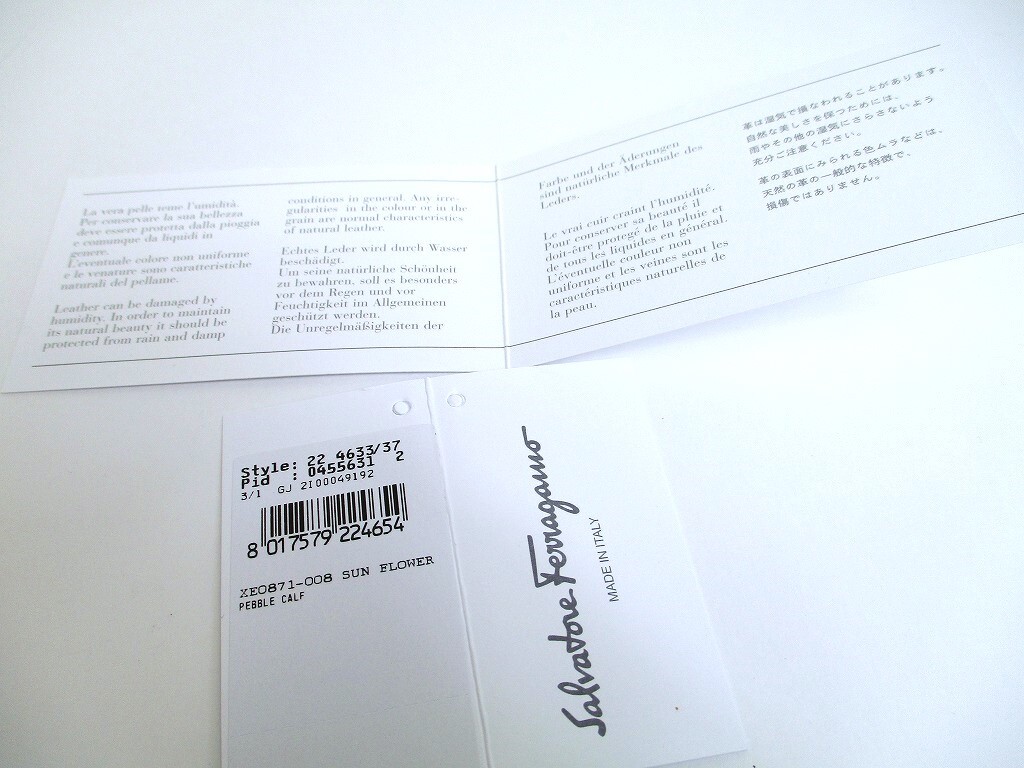 La vera pelle teme l'umidità.
Per conservare la sua bellezza
deve essere protetta dalla pioggia
e comunque da liquidi in
genere.
L'eventuale colore non uniforme
e le venature sono caratteristiche
naturali del pellame.
Leather can be damaged by
humidity. In order to maintain
its natural beauty it should be
protected from rain and damp
conditions in general. Any irre-
gularities in the colour or in the
grain are normal characteristics
of natural leather.
Echtes Leder wird durch Wasser
beschädigt.
Um seine natürliche Schönheit
zu bewahren, soll es besonders
vor dem Regen und vor
Feuchtigkeit im Allgemeinen
geschützt werden.
Die Unregelmäßigkeiten der
Farbe und der Äderungen
sind natürliche Merkmale des
Leders.
Le vrai cuir craint l'humidité.
Pour conserver sa beauté il
doit-être protegé de la pluie et
de tous les liquides en général.
L'éventuelle couleur non
uniforme et les veines sont les
caractéristiques naturelles de
la peau.
革は湿気で損なわれることがあります。
自然な美しさを保つためには、
雨やその他の湿気にさらさないよう
充分ご注意ください。
革の表面にみられる色ムラなどは、
天然の革の一般的な特徴で、
損傷ではありません。
Style: 22 4633/37
Pid : 0455631 2
3/1 GJ 2I00049192
8 017579 224654
XE0871-008 SUN FLOWER
PEBBLE CALF
Salvatore Ferragamo
MADE IN ITALY